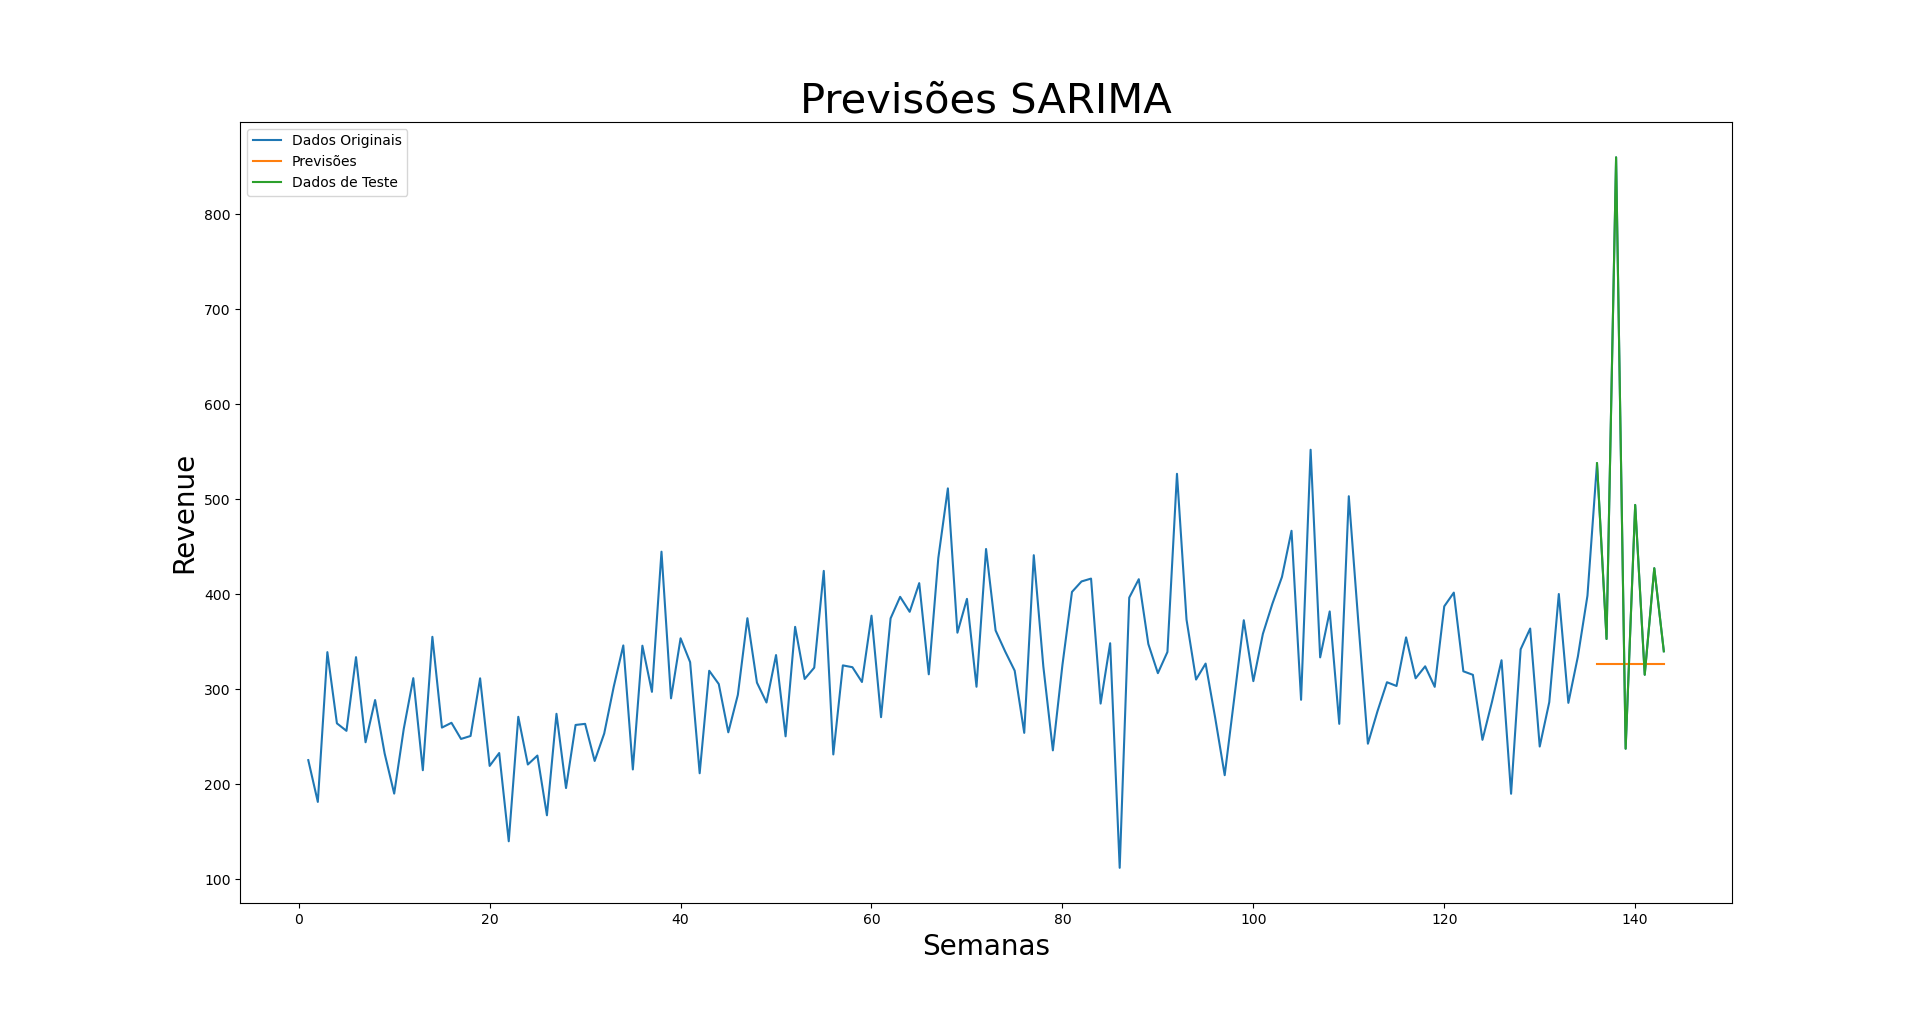 Previsões SARIMA
Dados Originais
Previsões
Dados de Teste
800
700
600
500
400
300
200
100
Revenue
0 20 40 60 80 100 120 140
Semanas